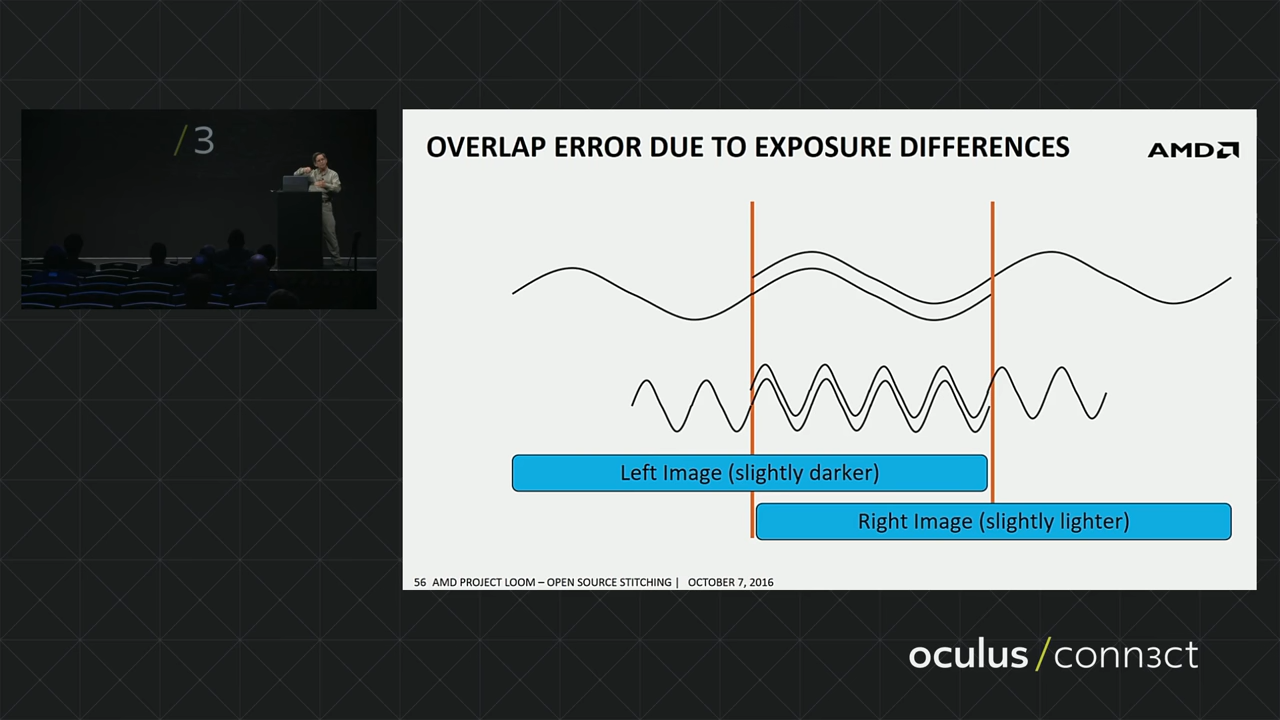 /3
OVERLAP ERROR DUE TO EXPOSURE DIFFERENCES
AMD
Left Image (slightly darker)
Right Image (slightly lighter)
56 AMD PROJECT LOOM – OPEN SOURCE STITCHING | OCTOBER 7, 2016
oculus /conn3ct